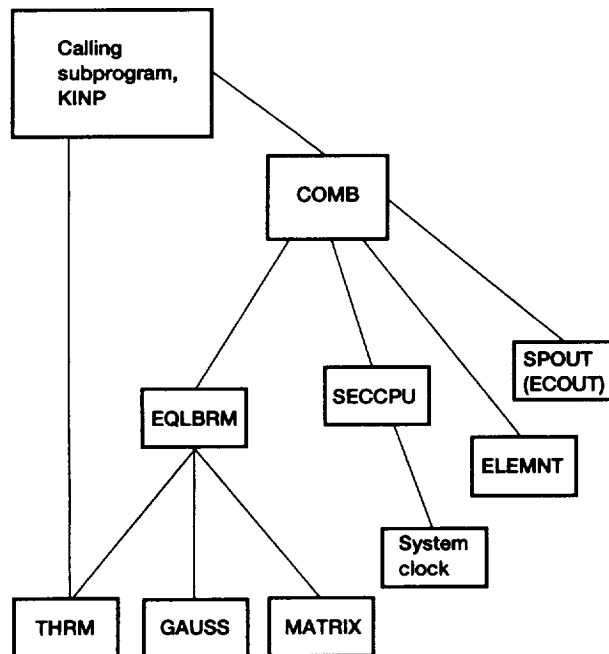 Calling
subprogram,
KINP
COMB
SPOUT
(ECOUT)
EQLBRM
SECCPU
ELEMNT
System
clock
THRM
GAUSS
MATRIX